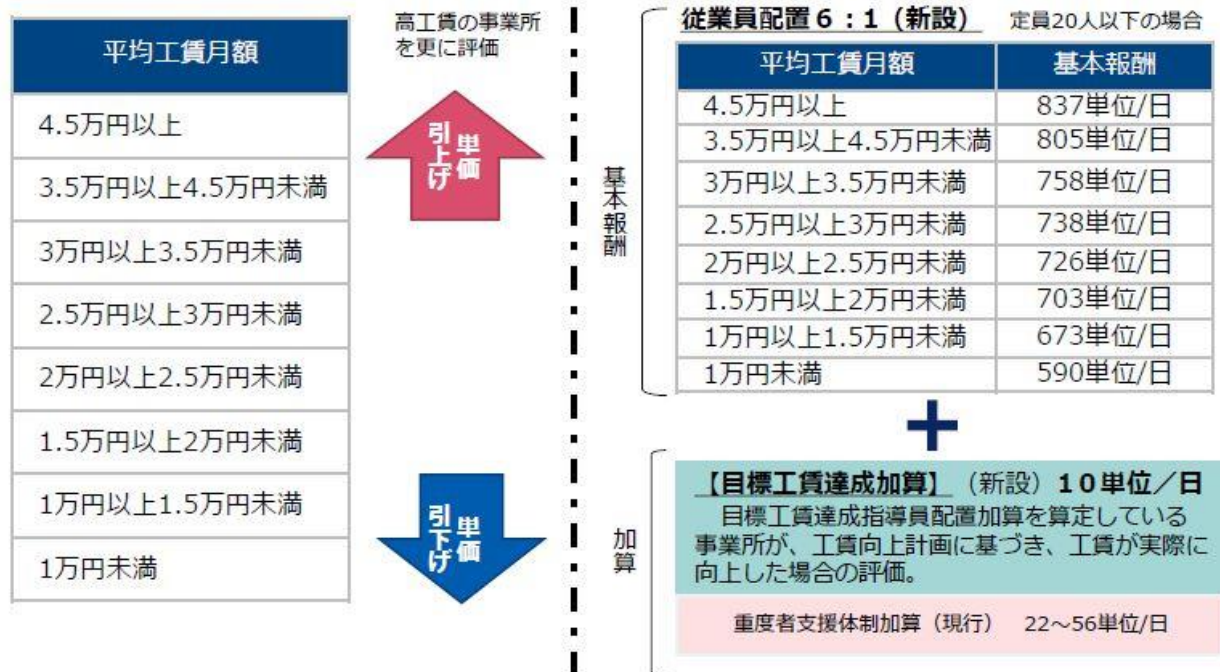 平均工賃月額
4.5万円以上
3.5万円以上4.5万円未満
3万円以上3.5万円未満
2.5万円以上3万円未満
2万円以上2.5万円未満
1.5万円以上2万円未満
1万円以上1.5万円未満
1万円未満
高工賃の事業所
を更に評価
単価
引上げ
単価
引下げ
従業員配置6：1（新設） 定員20人以下の場合
平均工賃月額 基本報酬
4.5万円以上 837単位/日
3.5万円以上4.5万円未満 805単位/日
3万円以上3.5万円未満 758単位/日
2.5万円以上3万円未満 738単位/日
2万円以上2.5万円未満 726単位/日
1.5万円以上2万円未満 703単位/日
1万円以上1.5万円未満 673単位/日
1万円未満 590単位/日
基本報酬
＋
加算
【目標工賃達成加算】（新設）１０単位／日
目標工賃達成指導員配置加算を算定している
事業所が、工賃向上計画に基づき、工賃が実際に
向上した場合の評価。
重度者支援体制加算（現行） 22～56単位/日